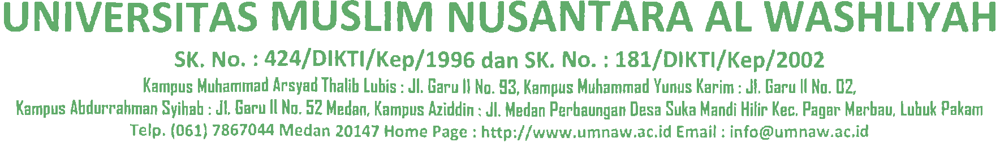 UNIVERSITAS MUSLIM NUSANTARA AL WASHLIYAH
SK. No. : 424/DIKTI/Kep/1996 dan SK. No. : 181/DIKTI/Kep/2002
Kampus Muhammad Arsyad Thalib Lubis : Jl. Garu II No. 93, Kampus Muhammad Yunus Karim : Jl. Garu II No. 02,
Kampus Abdurrahman Syihab : Jl. Garu II No. 52 Medan, Kampus Aziddin : Jl. Medan Perbaungan Desa Suka Mandi Hilir Kec. Pagar Merbau, Lubuk Pakam
Telp. (061) 7867044 Medan 20147 Home Page : http://www.umnaw.ac.id Email : info@umnaw.ac.id